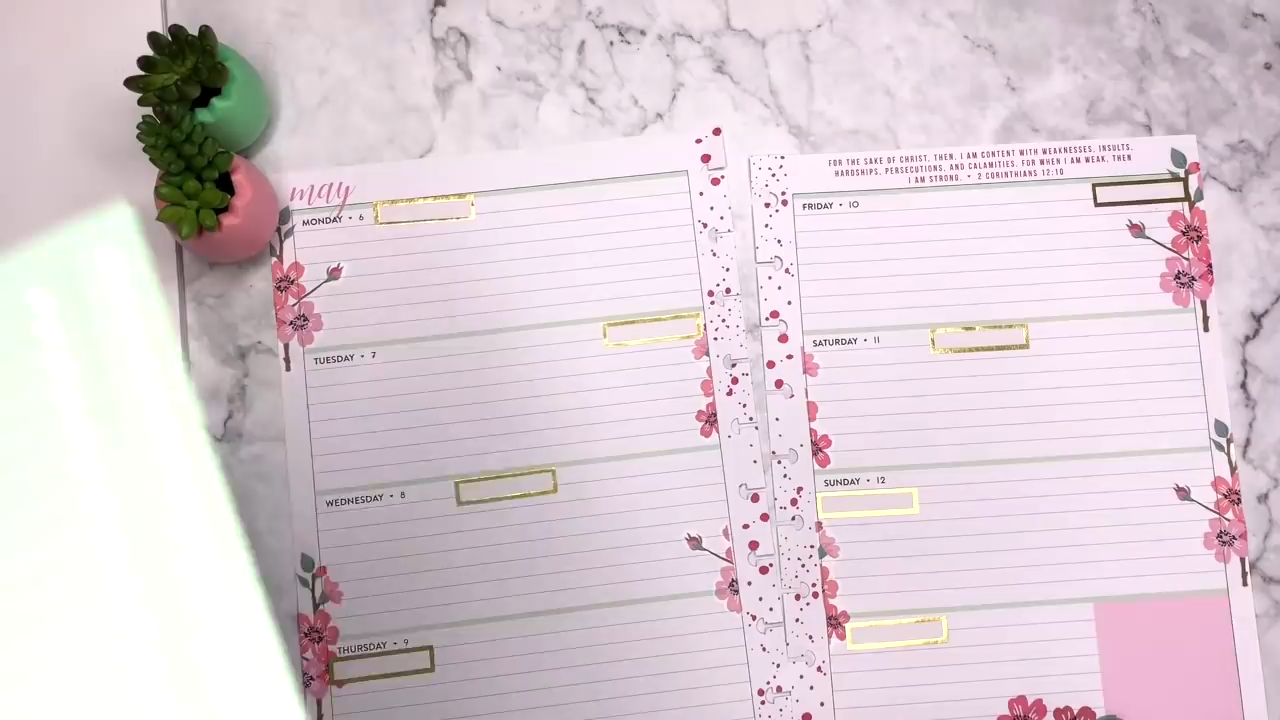 may
MONDAY • 6
TUESDAY • 7
WEDNESDAY • 8
THURSDAY • 9
FOR THE SAKE OF CHRIST, THEN, I AM CONTENT WITH WEAKNESSES, INSULTS,
HARDSHIPS, PERSECUTIONS, AND CALAMITIES. FOR WHEN I AM WEAK, THEN
I AM STRONG. • 2 CORINTHIANS 12:10
FRIDAY • 10
SATURDAY • 11
SUNDAY • 12